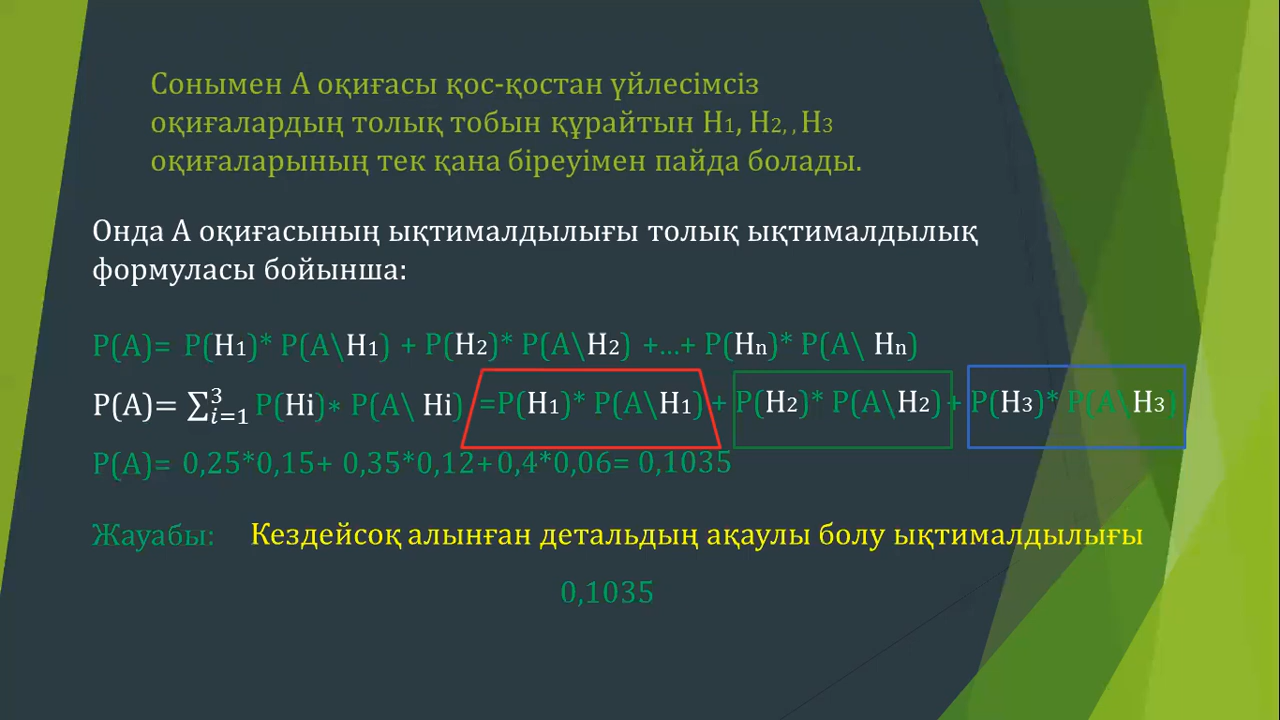 Сонымен А оқиғасы қос-қостан үйлесімсіз
оқиғалардың толық тобын құрайтын Н1, Н2, , Н3
оқиғаларының тек қана біреуімен пайда болады.
Онда А оқиғасының ықтималдылығы толық ықтималдылық
формуласы бойынша:
P(A)= P(H1)* P(A\H1) + P(H2)* P(A\H2) +...+ P(Hn)* P(A\ Hn)
P(A)= ∑³ᵢ₌₁ P(Hi)∗ P(A\ Hi) =P(H1)* P(A\H1) + P(H2)* P(A\H2) + P(H3)* P(A\H3)
P(A)= 0,25*0,15+ 0,35*0,12+0,4*0,06= 0,1035
Жауабы: Кездейсоқ алынған детальдың ақаулы болу ықтималдылығы
0,1035